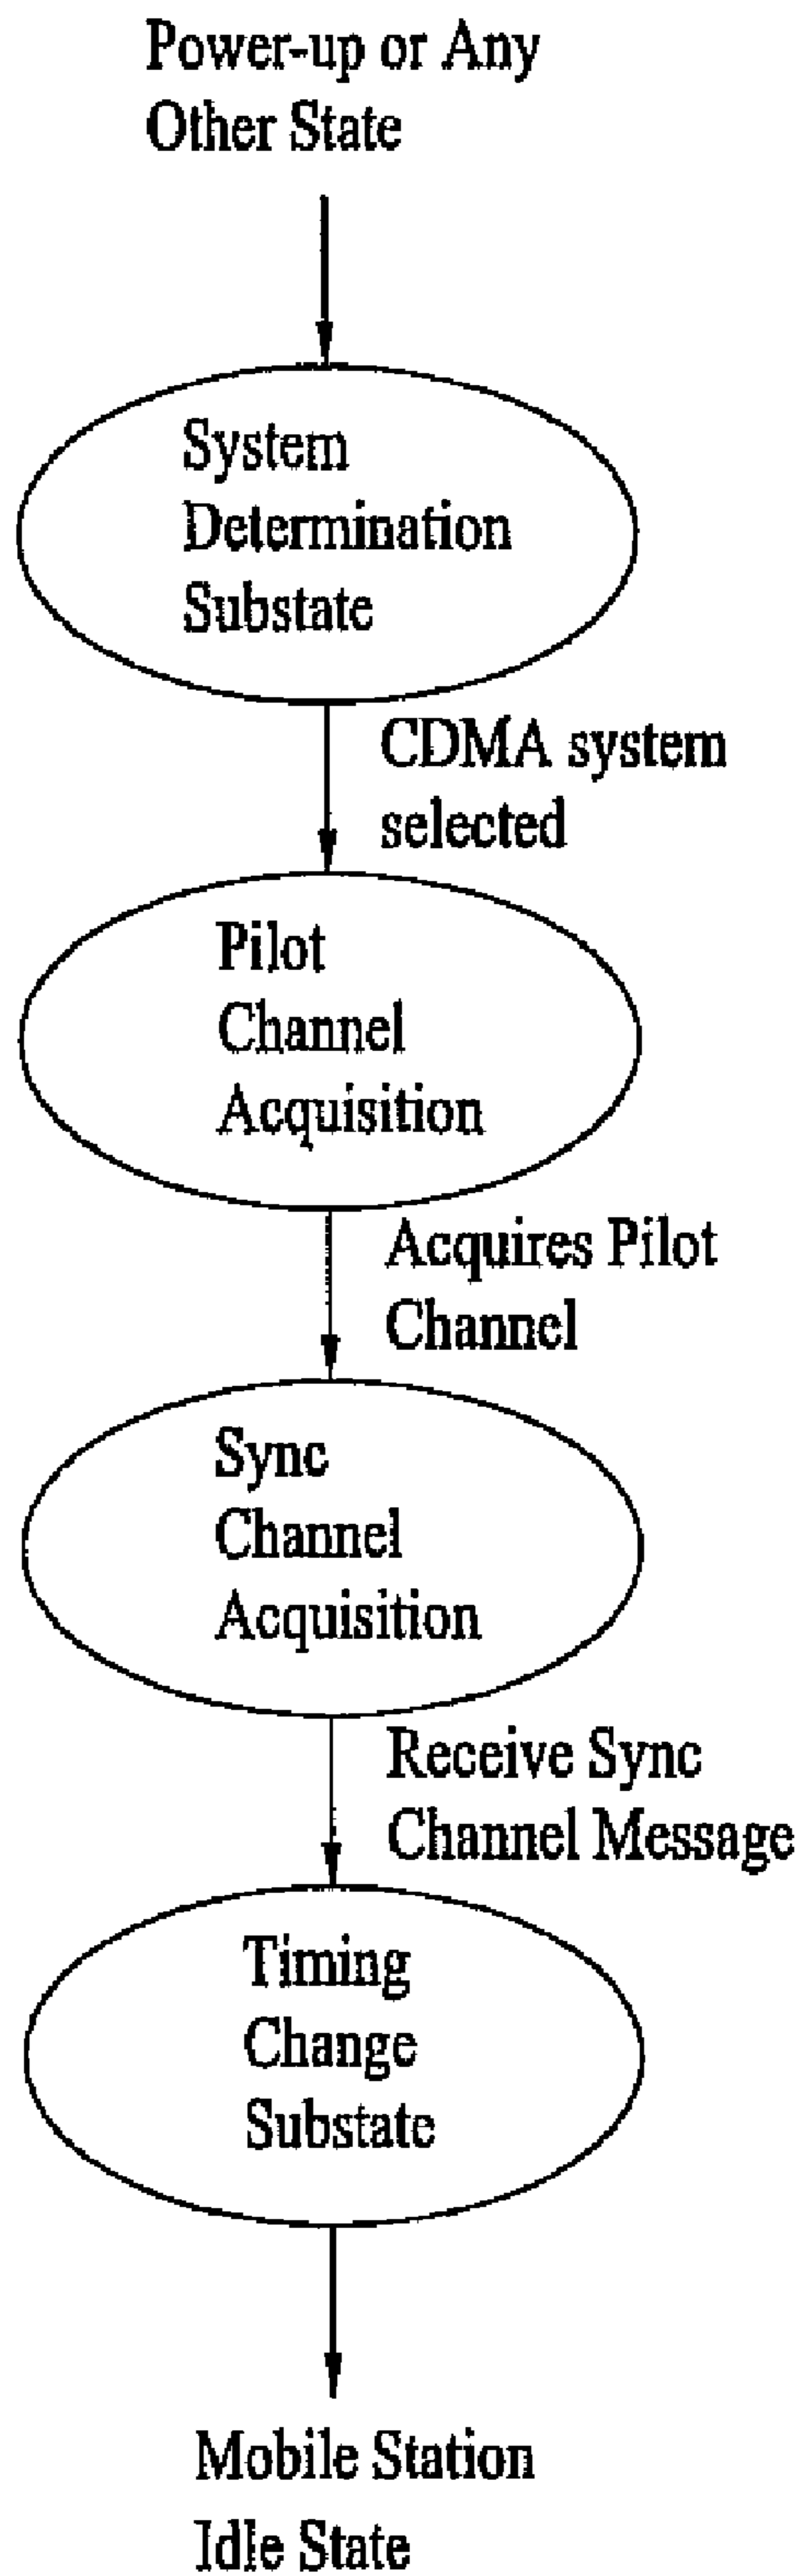 Power-up or Any
Other State
System
Determination
Substate
CDMA system
selected
Pilot
Channel
Acquisition
Acquires Pilot
Channel
Sync
Channel
Acquisition
Receive Sync
Channel Message
Timing
Change
Substate
Mobile Station
Idle State